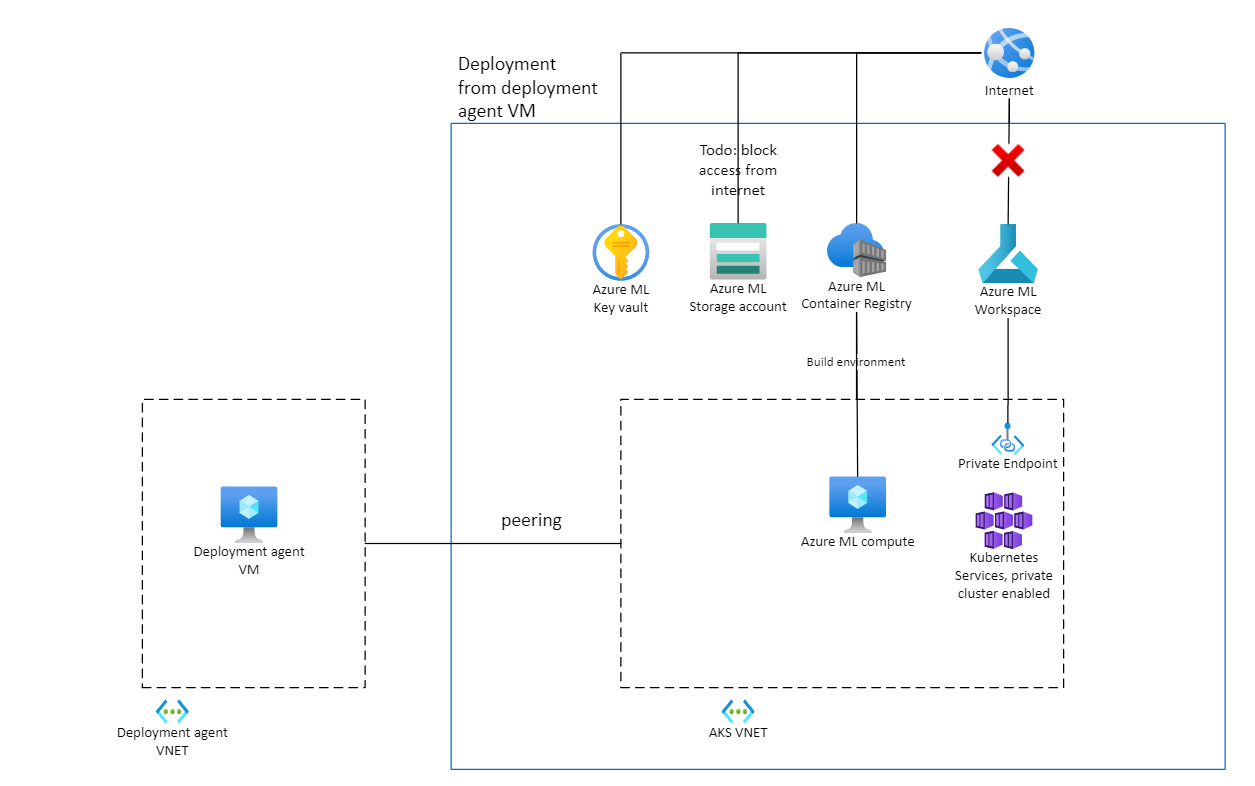 Deployment
from deployment
agent VM
Internet
Todo: block
access from
internet
Azure ML
Key vault
Azure ML
Storage account
Azure ML
Container Registry
Azure ML
Workspace
Build environment
Private Endpoint
peering
Deployment agent
VM
Azure ML compute
Kubernetes
Services, private
cluster enabled
Deployment agent
VNET
AKS VNET